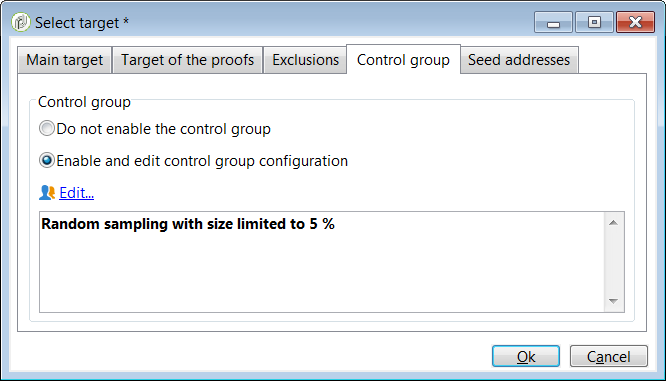 Select target *
Main target
Target of the proofs
Exclusions
Control group
Seed addresses
Control group
Do not enable the control group
Enable and edit control group configuration
Edit...
Random sampling with size limited to 5 %
Ok
Cancel